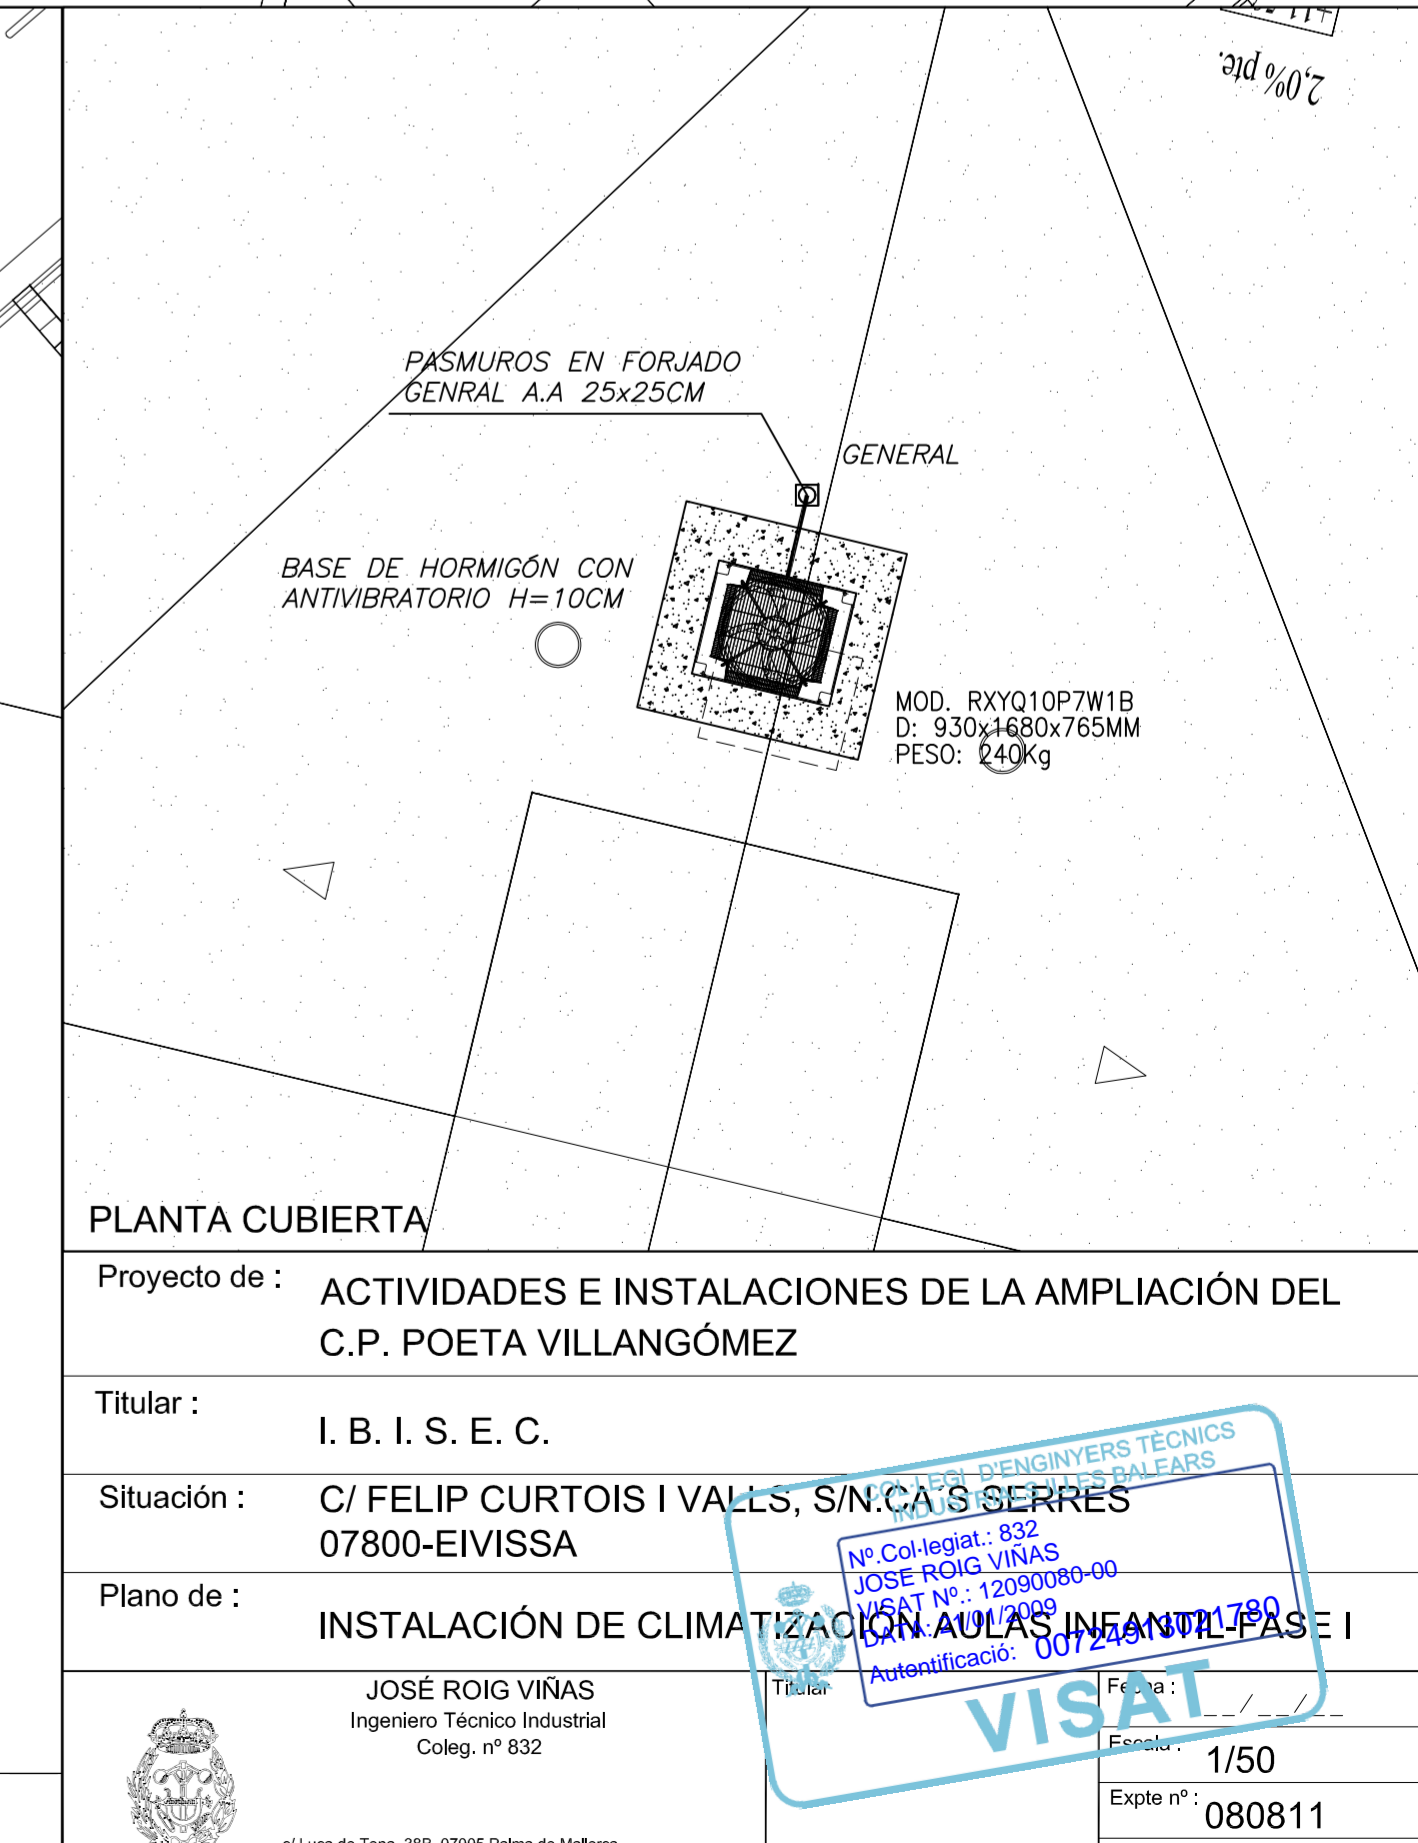 2,0% pte.
PASMUROS EN FORJADO
GENRAL A.A 25x25CM
GENERAL
BASE DE HORMIGÓN CON
ANTIVIBRATORIO H=10CM
MOD. RXYQ10P7W1B
D: 930x1680x765MM
PESO: 240Kg
PLANTA CUBIERTA
Proyecto de : ACTIVIDADES E INSTALACIONES DE LA AMPLIACIÓN DEL
C.P. POETA VILLANGÓMEZ
Titular :
I. B. I. S. E. C.
Situación : C/ FELIP CURTOIS I VALLS, S/N.CA´S SERRES
07800-EIVISSA
Plano de :
INSTALACIÓN DE CLIMATIZACIÓN AULAS INFANTIL-FASE I
COL·LEGI D'ENGINYERS TÈCNICS
INDUSTRIALS ILLES BALEARS
Nº.Col·legiat.: 832
JOSE ROIG VIÑAS
VISAT Nº.: 12090080-00
DATA: 21/01/2009
Autentificació: 00724913021780
VISAT
JOSÉ ROIG VIÑAS
Ingeniero Técnico Industrial
Coleg. nº 832
Titular
Fecha : __/__/__
Escala : 1/50
Expte nº : 080811